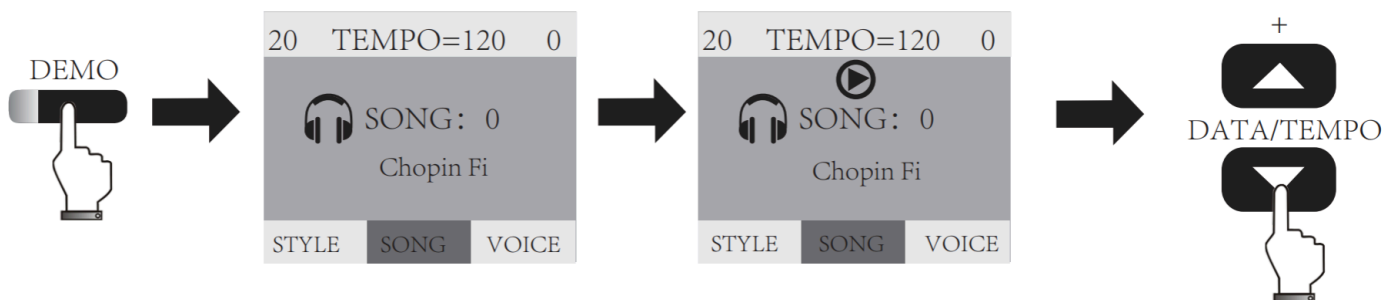 DEMO
20 TEMPO=120 0
SONG: 0
Chopin Fi
STYLE SONG VOICE
20 TEMPO=120 0
SONG: 0
Chopin Fi
STYLE SONG VOICE
+
DATA/TEMPO